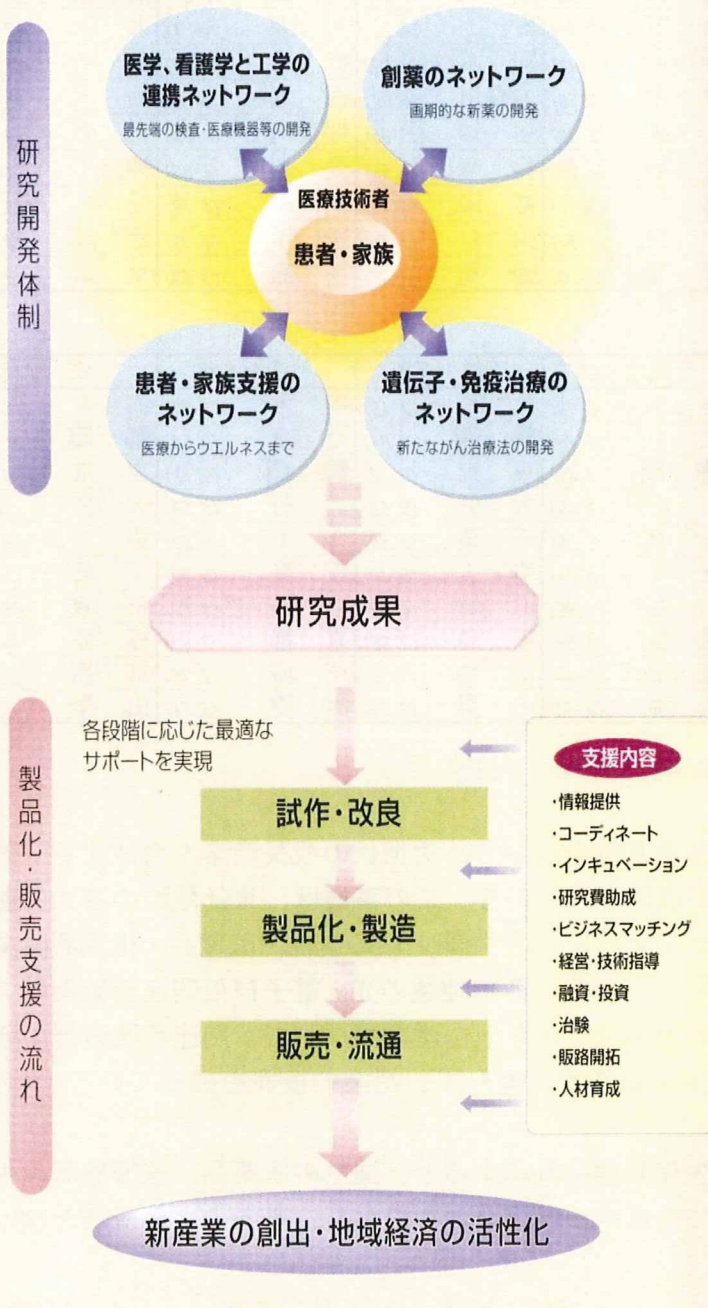 研究開発体制
医学、看護学と工学の
連携ネットワーク
最先端の検査・医療機器等の開発
創薬のネットワーク
画期的な新薬の開発
医療技術者
患者・家族
患者・家族支援の
ネットワーク
医療からウエルネスまで
遺伝子・免疫治療の
ネットワーク
新たながん治療法の開発
研究成果
製品化・販売支援の流れ
各段階に応じた最適な
サポートを実現
試作・改良
製品化・製造
販売・流通
支援内容
・情報提供
・コーディネート
・インキュベーション
・研究費助成
・ビジネスマッチング
・経営・技術指導
・融資・投資
・治験
・販路開拓
・人材育成
新産業の創出・地域経済の活性化